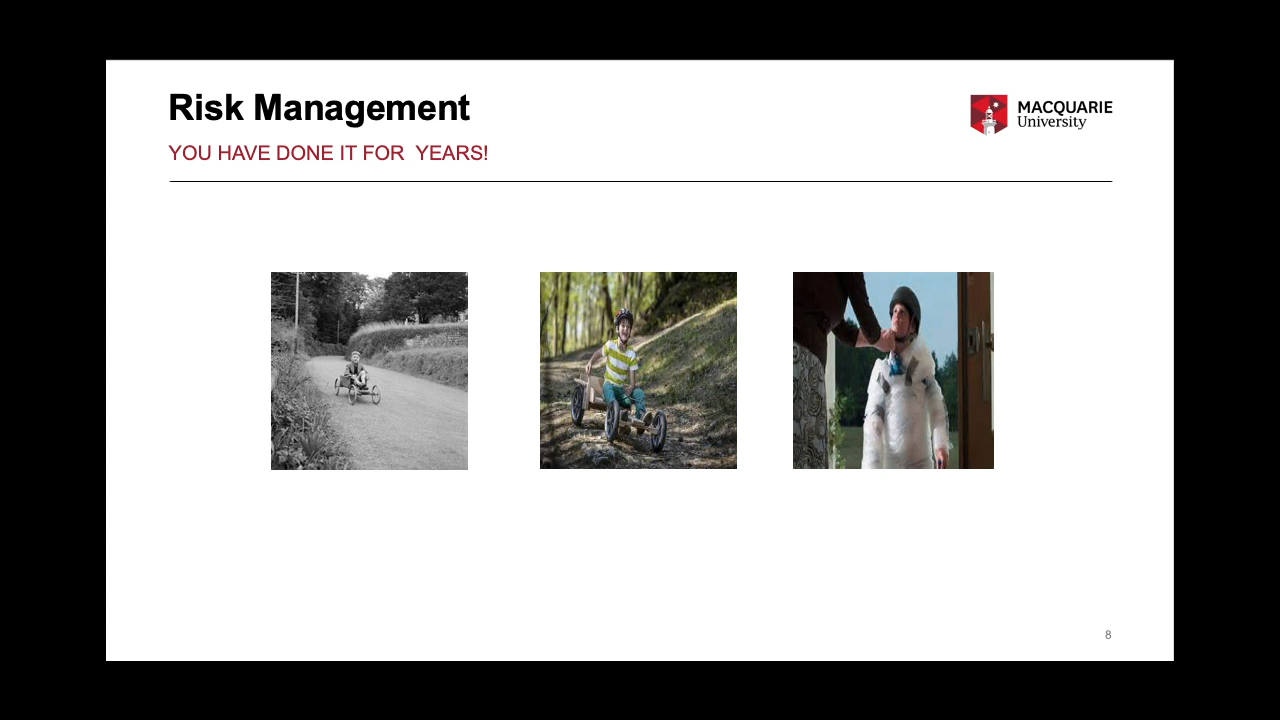 Risk Management
YOU HAVE DONE IT FOR  YEARS!
MACQUARIE
University
8